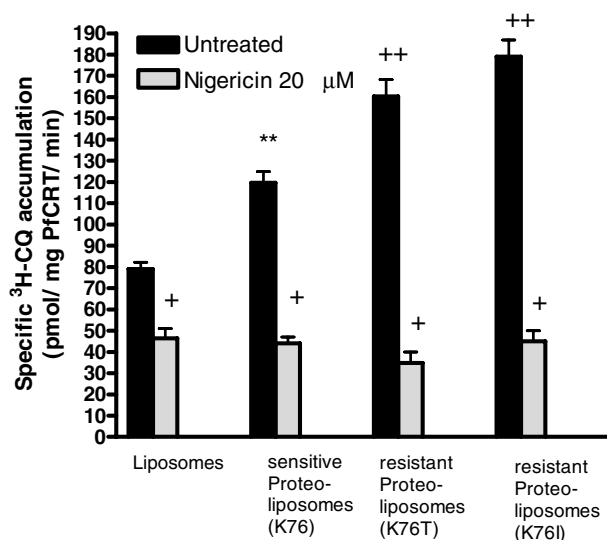 Specific ³H-CQ accumulation
(pmol/ mg PfCRT/ min)
190
180
170
160
150
140
130
120
110
100
90
80
70
60
50
40
30
20
10
0
Untreated
Nigericin 20 μM
+
**
+
++
+
++
+
Liposomes
sensitive
Proteo-
liposomes
(K76)
resistant
Proteo-
liposomes
(K76T)
resistant
Proteo-
liposomes
(K76I)